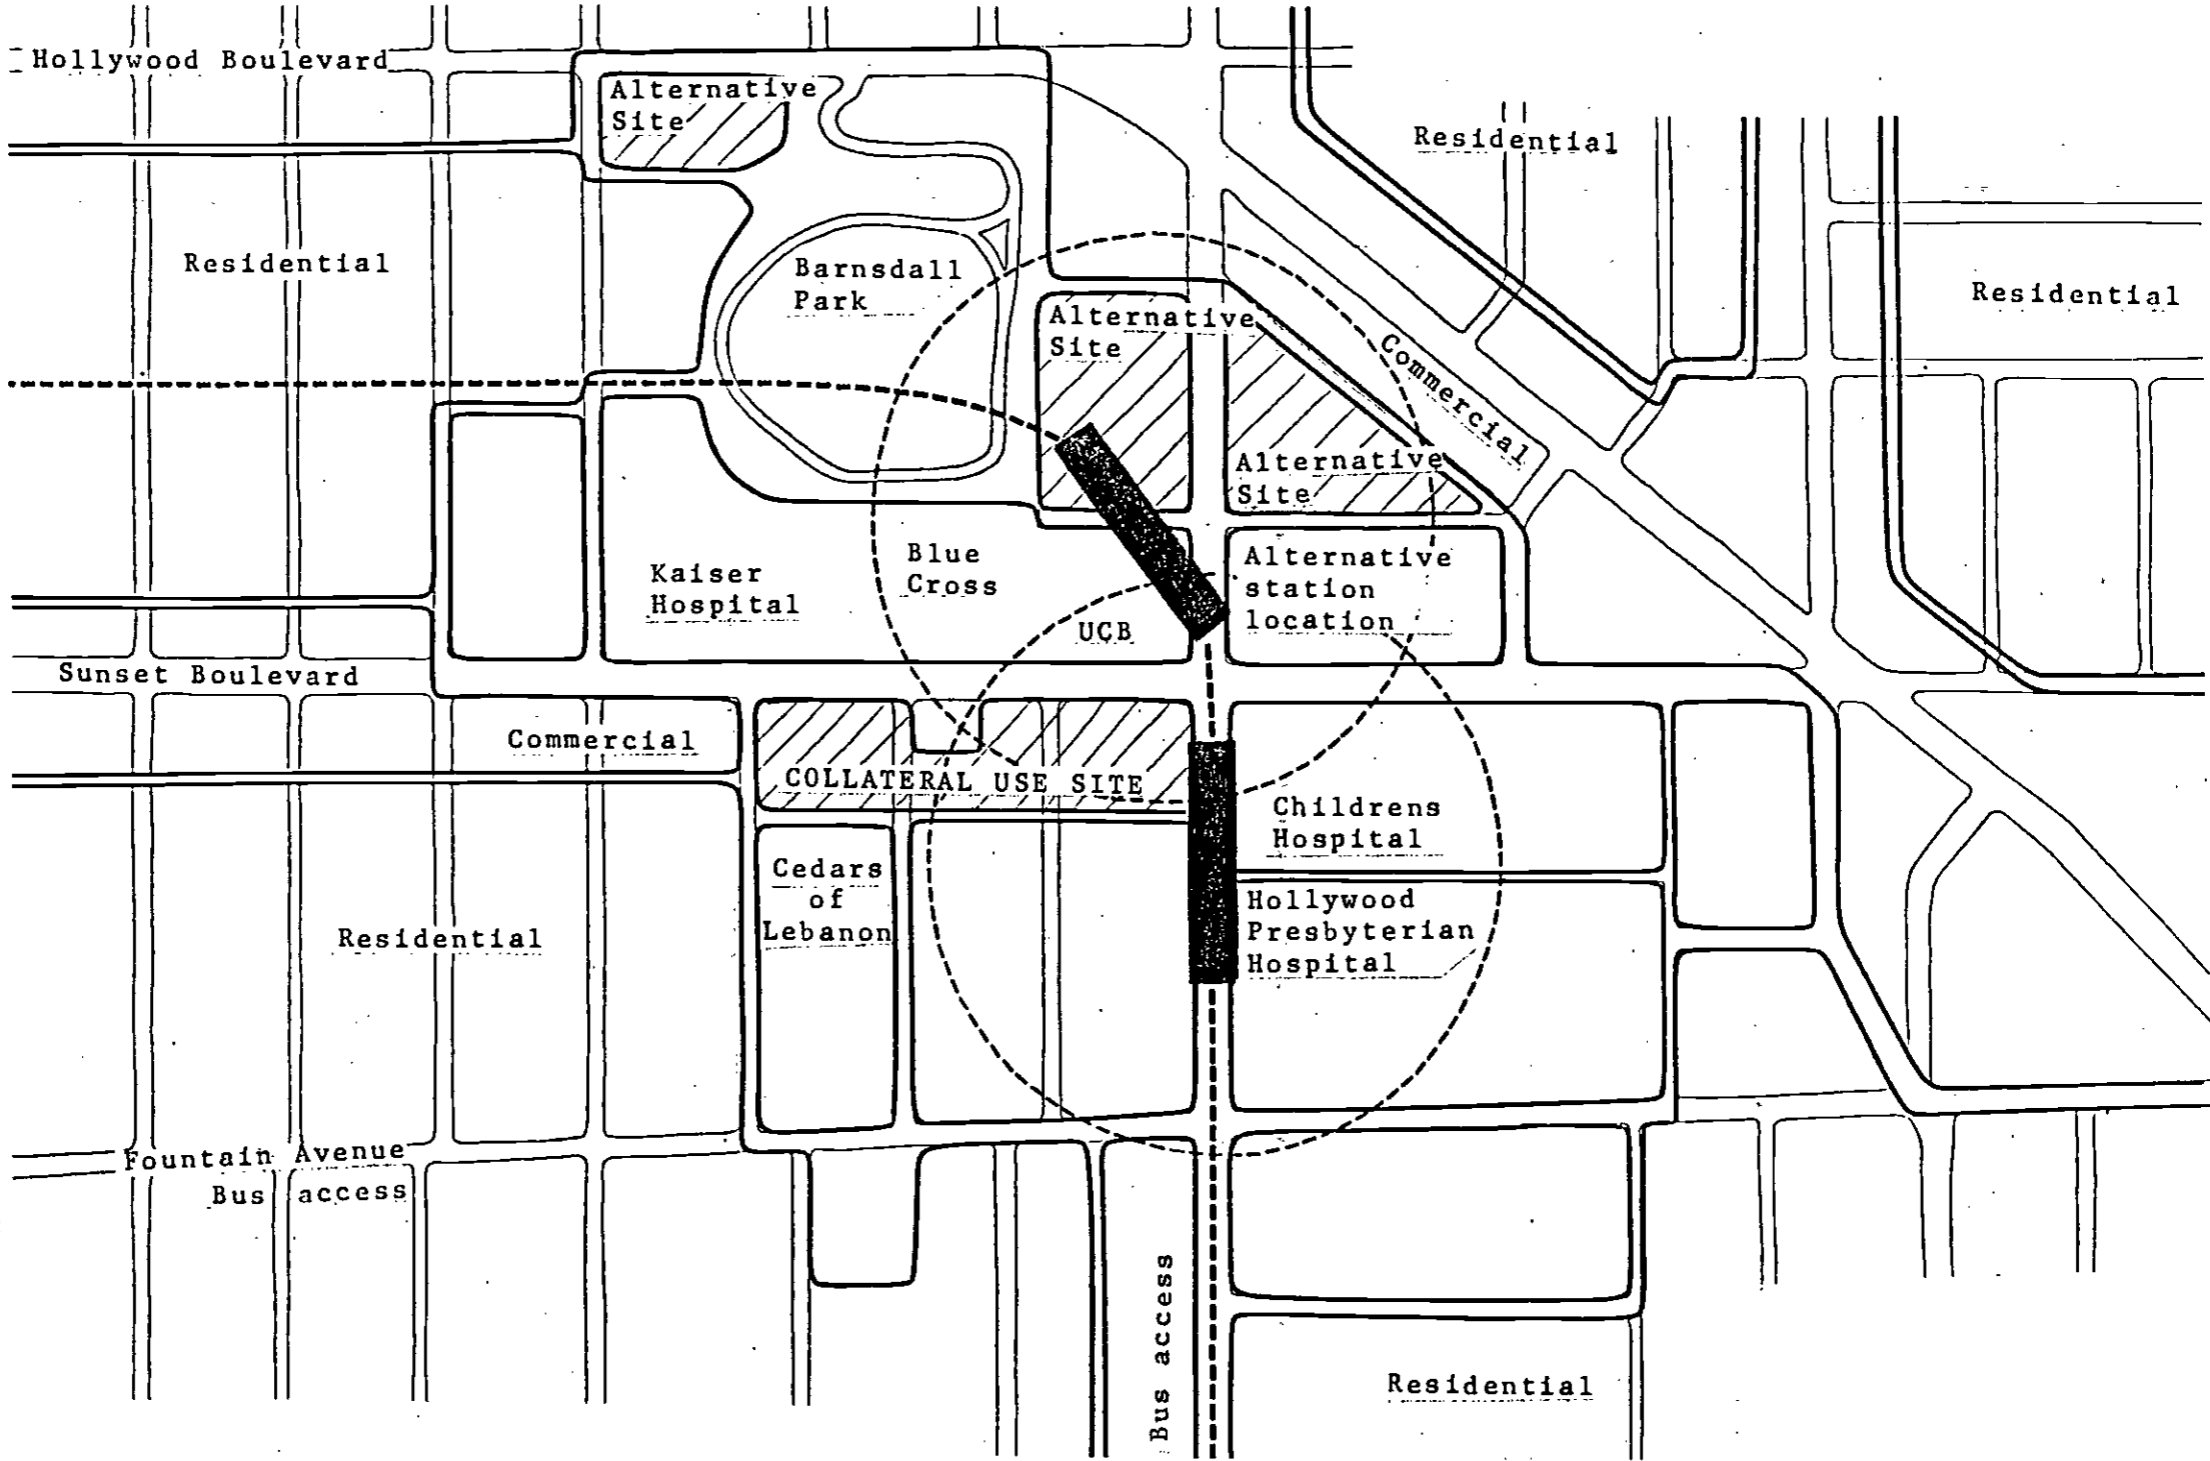 Hollywood Boulevard
Alternative
Site
Residential
Residential
Barnsdall
Park
Residential
Alternative
Site
Commercial
Alternative
Site
Blue
Cross
Kaiser
Hospital
UCB
Alternative
station
location
Sunset Boulevard
Commercial
COLLATERAL USE SITE
Childrens
Hospital
Cedars
of
Lebanon
Hollywood
Presbyterian
Hospital
Residential
Fountain Avenue
Bus access
Bus access
Residential